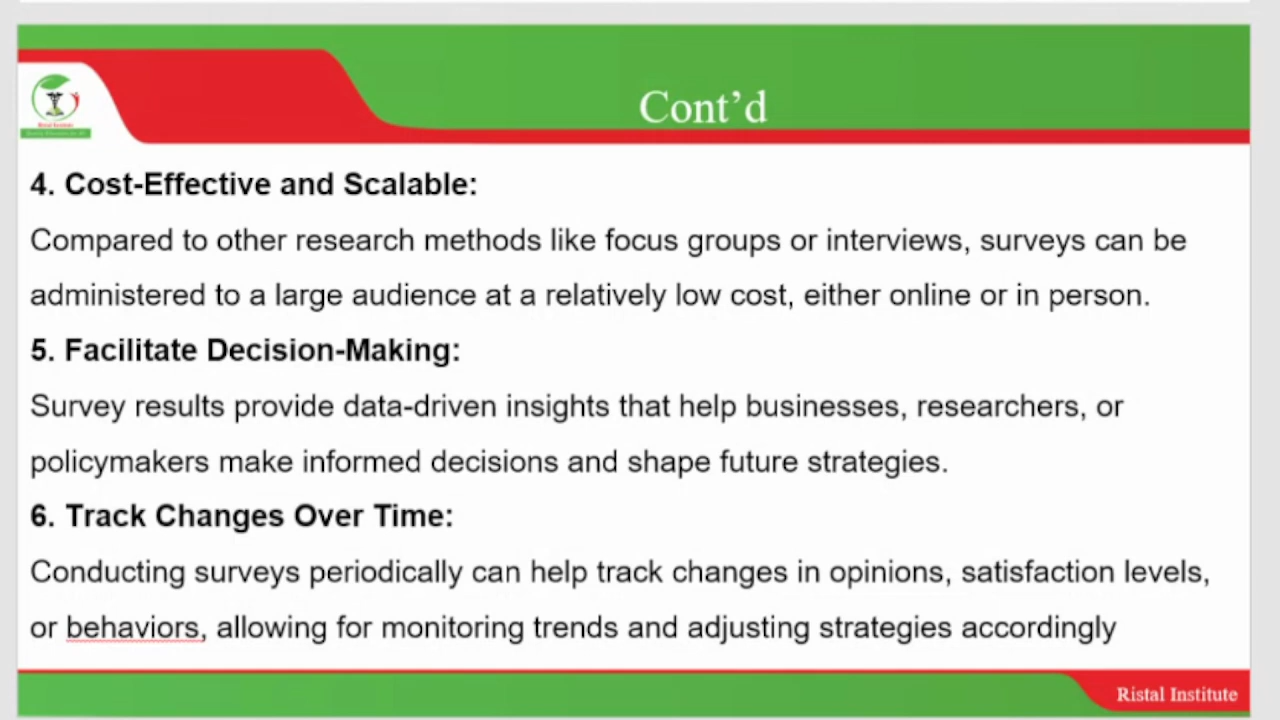 Cont’d
4. Cost-Effective and Scalable:
Compared to other research methods like focus groups or interviews, surveys can be
administered to a large audience at a relatively low cost, either online or in person.
5. Facilitate Decision-Making:
Survey results provide data-driven insights that help businesses, researchers, or
policymakers make informed decisions and shape future strategies.
6. Track Changes Over Time:
Conducting surveys periodically can help track changes in opinions, satisfaction levels,
or behaviors, allowing for monitoring trends and adjusting strategies accordingly
Ristal Institute